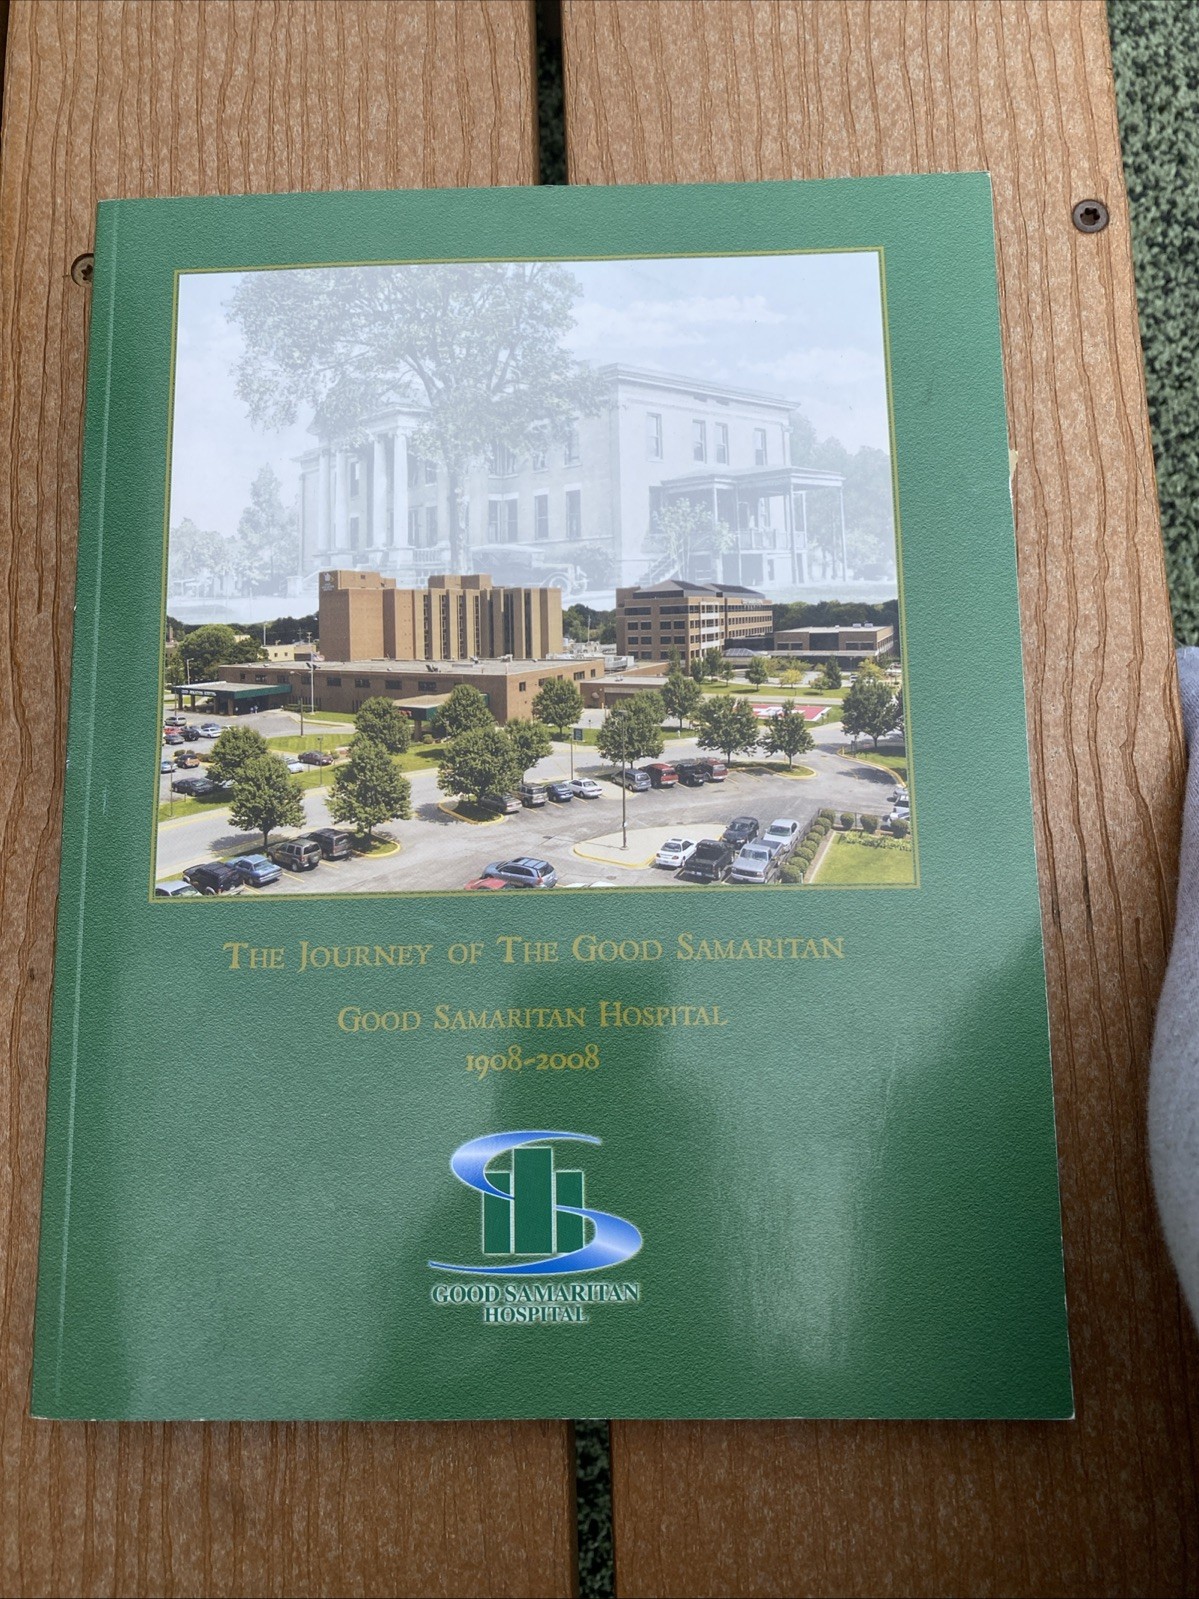 The Journey of The Good Samaritan
Good Samaritan Hospital
1908-2008
GOOD SAMARITAN
HOSPITAL